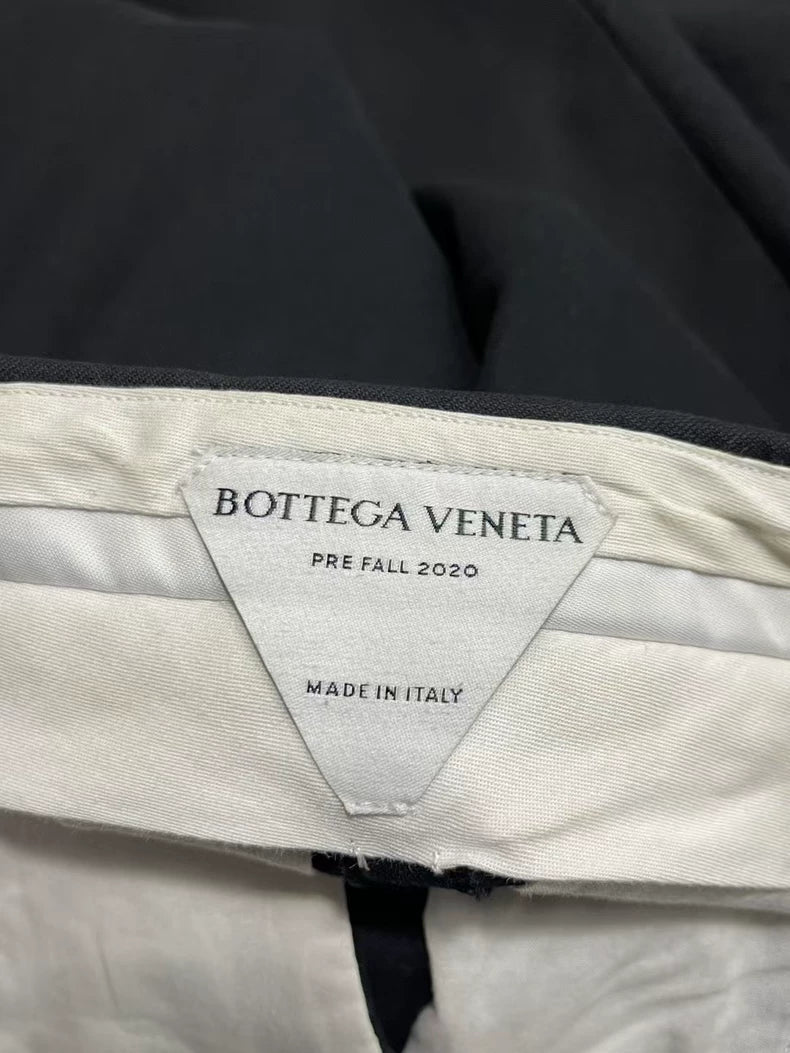 BOTTEGA VENETA
PRE FALL 2020
MADE IN ITALY